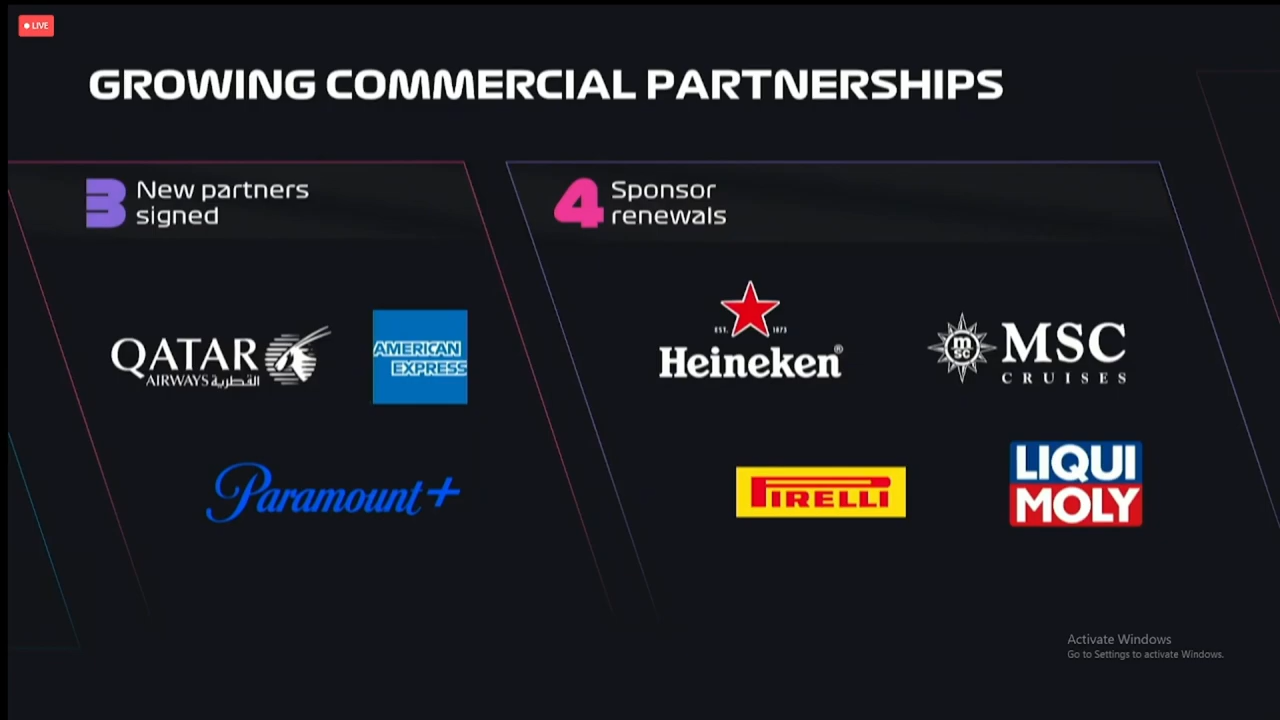 LIVE
GROWING COMMERCIAL PARTNERSHIPS
3 New partners
signed
QATAR
AIRWAYS القطرية
AMERICAN
EXPRESS
Paramount+
4 Sponsor
renewals
EST. 1873
Heineken®
msc
MSC
CRUISES
PIRELLI
LIQUI
MOLY
Activate Windows
Go to Settings to activate Windows.